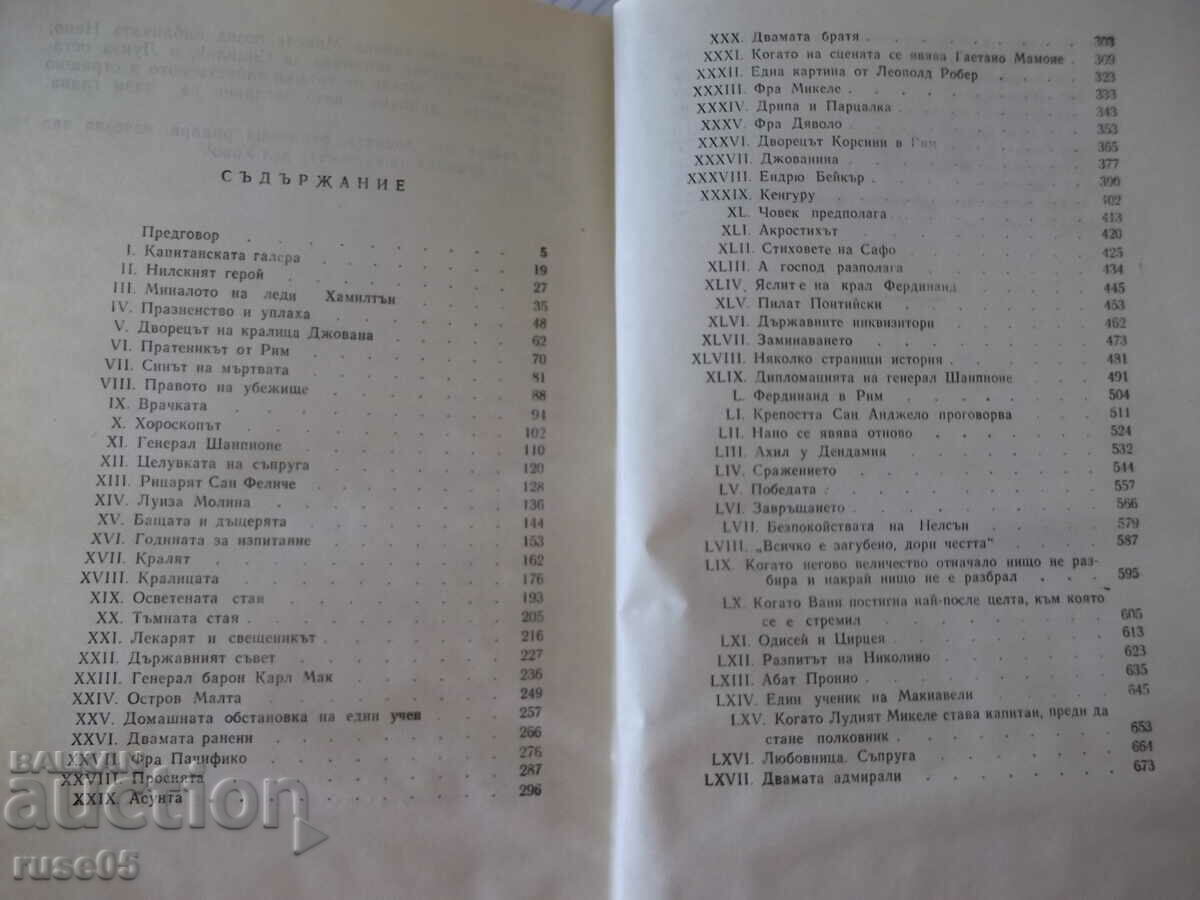 СЪДЪРЖАНИЕ
Предговор . . . . . . . . 5
I. Капитанската галера . . . . . . 5
II. Нилският герой . . . . . . 19
III. Миналото на леди Хамилтън . . . . 27
IV. Празненство и уплаха . . . . . 35
V. Дворецът на кралица Джована . . . . 48
VI. Пратеникът от Рим . . . . . 62
VII. Синът на мъртвата . . . . . 70
VIII. Правото на убежище . . . . . 81
IX. Врачката . . . . . . 88
X. Хороскопът . . . . . . 94
XI. Генерал Шанпионе . . . . . 102
XII. Целувката на съпруга . . . . . 110
XIII. Рицарят Сан Феличе . . . . . 120
XIV. Луиза Молина . . . . . 128
XV. Бащата и дъщерята . . . . . 136
XVI. Годината за изпитание . . . . . 144
XVII. Кралят . . . . . . 153
XVIII. Кралицата . . . . . . 162
XIX. Осветената стая . . . . . 176
XX. Тъмната стая . . . . . 193
XXI. Лекарят и свещеникът . . . . . 205
XXII. Държавният съвет . . . . . 216
XXIII. Генерал барон Карл Мак . . . . 227
XXIV. Остров Малта . . . . . 236
XXV. Домашната обстановка на един учен . . . 249
XXVI. Двамата ранени . . . . . 257
XXVII. Фра Пачифико . . . . . 266
XXVIII. Просията . . . . . . 276
XXIX. Асунта . . . . . . 287
296
XXX. Двамата братя . . . . . . 303
XXXI. Когато на сцената се явява Гаетано Мамоне . 309
XXXII. Една картина от Леополд Робер . . . 323
XXXIII. Фра Микеле . . . . . . 333
XXXIV. Дрипа и Парцалка . . . . . 343
XXXV. Фра Дяволо . . . . . . 353
XXXVI. Дворецът Корсини в Рим . . . . 365
XXXVII. Джованина . . . . . . 377
XXXVIII. Ендрю Бейкър . . . . . . 390
XXXIX. Кенгуру . . . . . . 402
XL. Човек предполага . . . . . 413
XLI. Акростихът . . . . . . 420
XLII. Стиховете на Сафо . . . . . 425
XLIII. А господ разполага . . . . . 434
XLIV. Яслите на крал Фердинанд . . . . 445
XLV. Пилат Понтийски . . . . . 453
XLVI. Държавните инквизитори . . . . 462
XLVII. Заминаването . . . . . . 473
XLVIII. Няколко страници история . . . . 481
XLIX. Дипломацията на генерал Шанпионе . . . 491
L. Фердинанд в Рим . . . . . 504
LI. Крепостта Сан Анджело проговорва . . . 511
LII. Нано се явява отново . . . . . 524
LIII. Ахил у Дендамия . . . . . 532
LIV. Сражението . . . . . . 544
LV. Победата . . . . . . 557
LVI. Завръщането . . . . . . 566
LVII. Безпокойствата на Нелсън . . . . 579
LVIII. „Всичко е загубено, дори честта“ . . . . 587
LIX. Когато негово величество отначало нищо не раз-
бира и накрай нищо не е разбрал . . . 595
LX. Когато Вани постигна най-после целта, към която
се е стремил . . . . . . 605
LXI. Одисей и Цирцея . . . . . 613
LXII. Разпитът на Николино . . . . . 623
LXIII. Абат Пронио . . . . . . 635
LXIV. Един ученик на Макиавели . . . . 645
LXV. Когато Лудият Микеле става капитан, преди да
стане полковник . . . . . 653
LXVI. Любовница. Съпруга . . . . . 664
LXVII. Двамата адмирали . . . . . 673
BALKAN
auction
ruse05